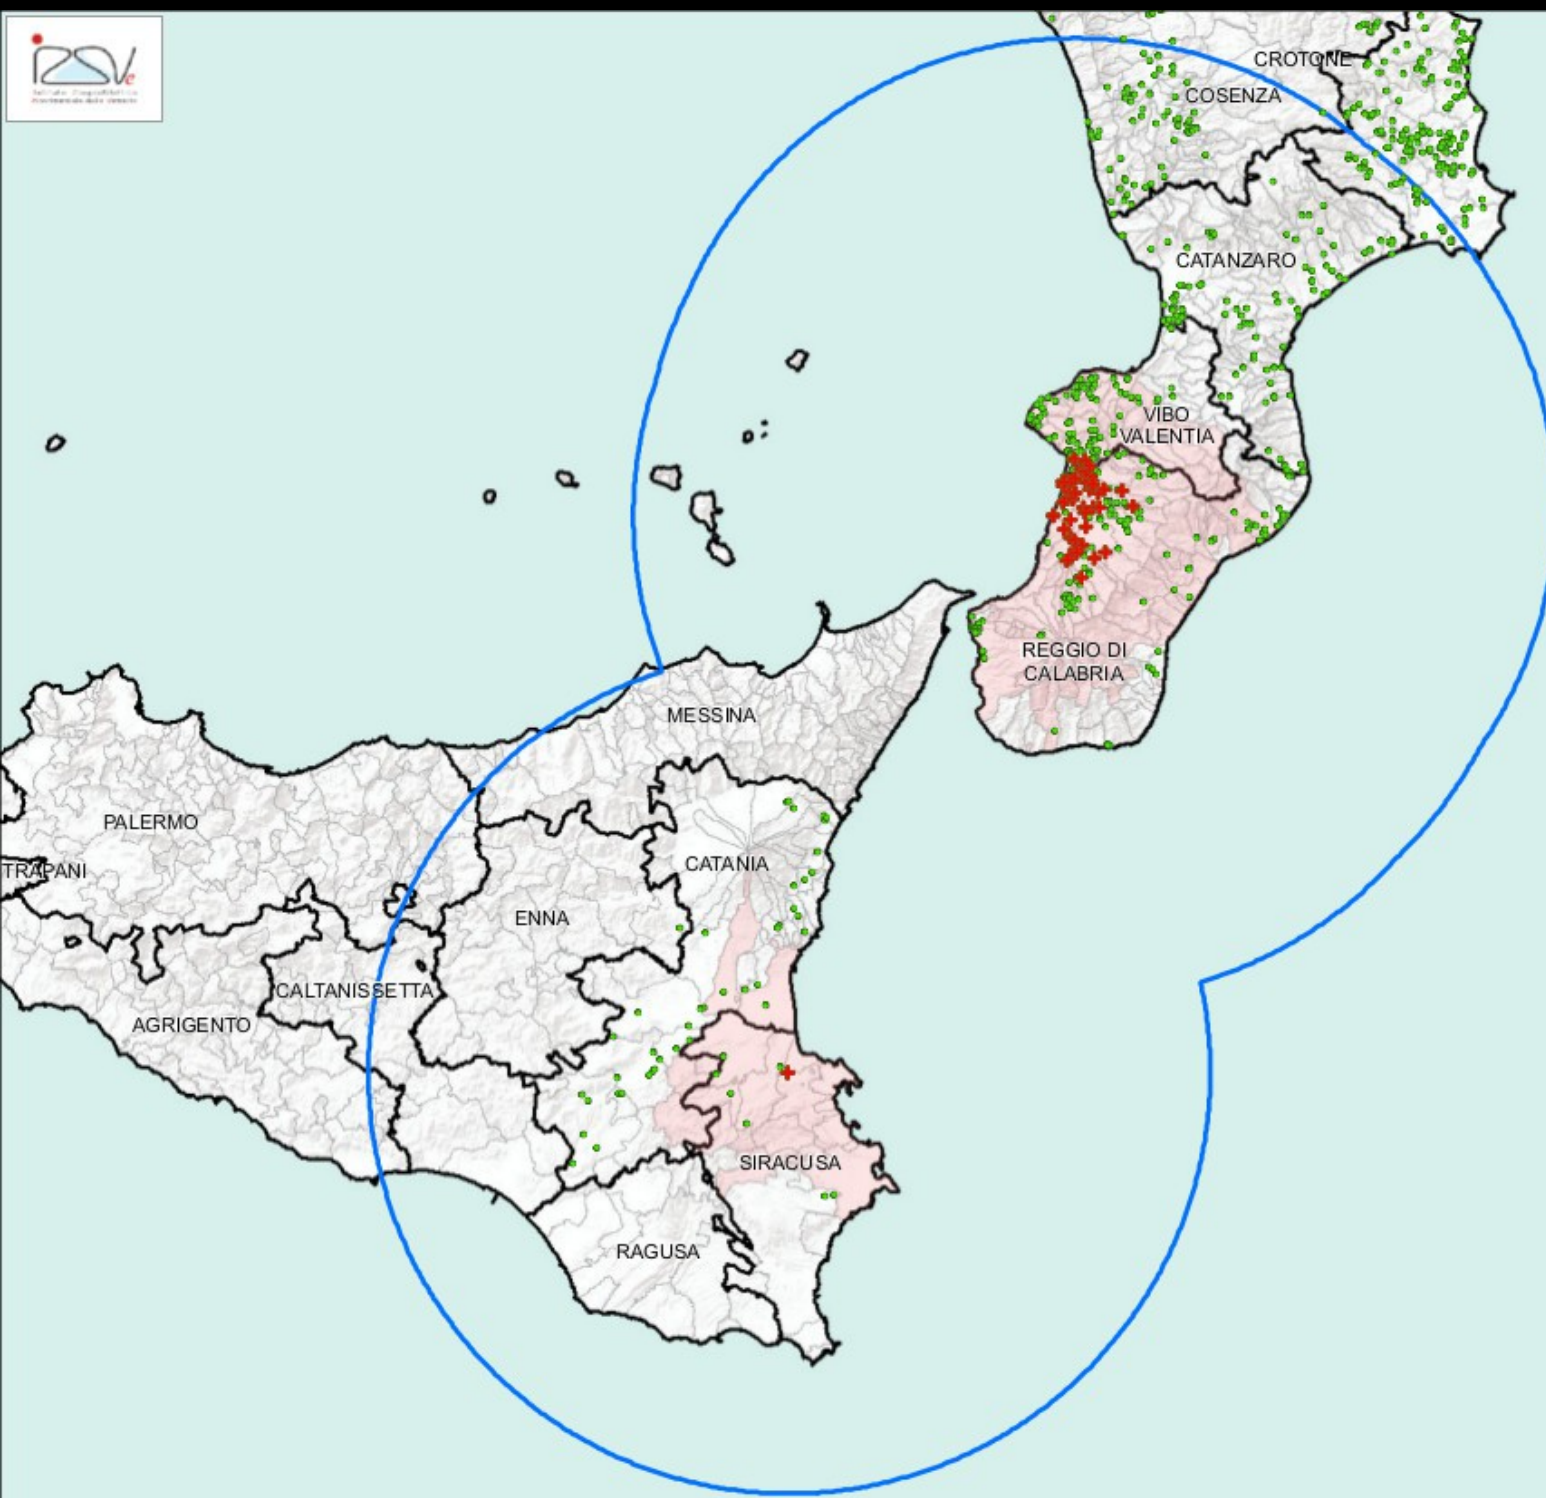 IZSVe
CROTONE
COSENZA
CATANZARO
VIBO
VALENTIA
REGGIO DI
CALABRIA
MESSINA
PALERMO
CATANIA
TRAPANI
ENNA
CALTANISSETTA
AGRIGENTO
SIRACUSA
RAGUSA